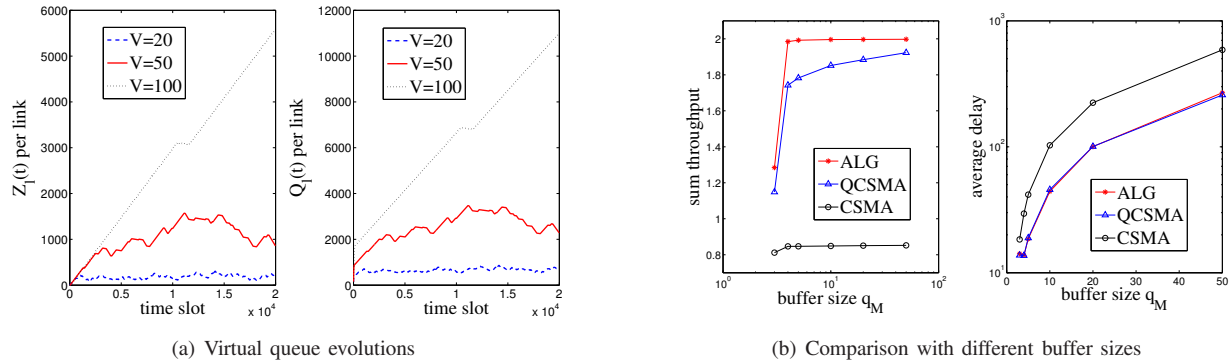 6000
5000
4000
3000
2000
1000
0
Z_l(t) per link
V=20
V=50
V=100
0
0.5
1
1.5
2
time slot
x 10^4
12000
10000
8000
6000
4000
2000
0
Q_l(t) per link
V=20
V=50
V=100
0
0.5
1
1.5
2
time slot
x 10^4
(a) Virtual queue evolutions
2
1.8
1.6
1.4
1.2
1
0.8
sum throughput
ALG
QCSMA
CSMA
10^0
10^1
10^2
buffer size q_M
10^3
10^2
10^1
average delay
ALG
QCSMA
CSMA
0
10
20
30
40
50
buffer size q_M
(b) Comparison with different buffer sizes